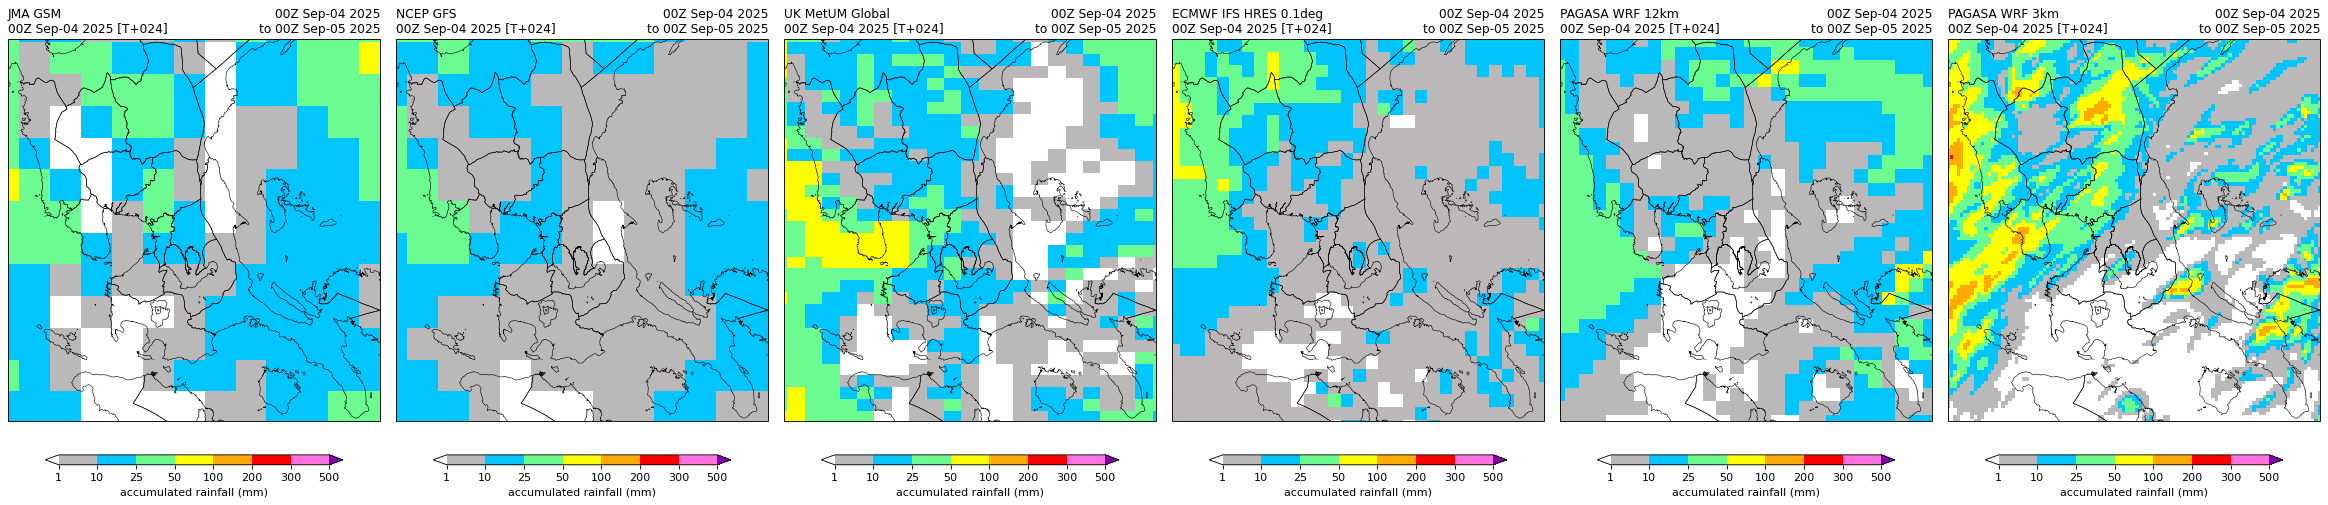 JMA GSM 00Z Sep-04 2025
00Z Sep-04 2025 [T+024] to 00Z Sep-05 2025
NCEP GFS 00Z Sep-04 2025
00Z Sep-04 2025 [T+024] to 00Z Sep-05 2025
UK MetUM Global 00Z Sep-04 2025
00Z Sep-04 2025 [T+024] to 00Z Sep-05 2025
ECMWF IFS HRES 0.1deg 00Z Sep-04 2025
00Z Sep-04 2025 [T+024] to 00Z Sep-05 2025
PAGASA WRF 12km 00Z Sep-04 2025
00Z Sep-04 2025 [T+024] to 00Z Sep-05 2025
PAGASA WRF 3km 00Z Sep-04 2025
00Z Sep-04 2025 [T+024] to 00Z Sep-05 2025
1 10 25 50 100 200 300 500
accumulated rainfall (mm)
1 10 25 50 100 200 300 500
accumulated rainfall (mm)
1 10 25 50 100 200 300 500
accumulated rainfall (mm)
1 10 25 50 100 200 300 500
accumulated rainfall (mm)
1 10 25 50 100 200 300 500
accumulated rainfall (mm)
1 10 25 50 100 200 300 500
accumulated rainfall (mm)